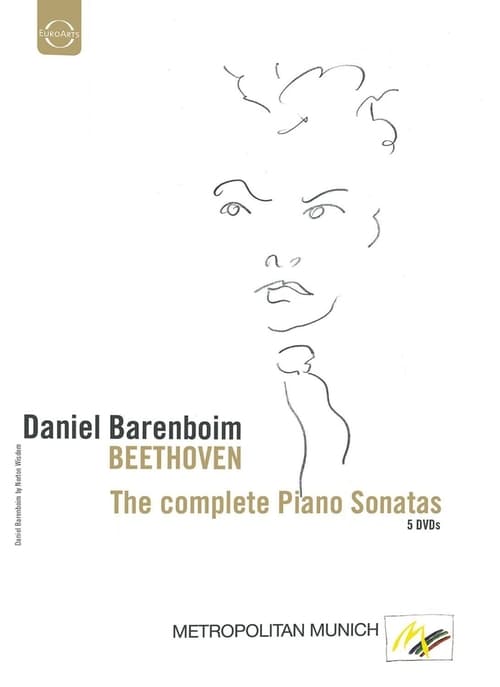 EUROARTS
Daniel Barenboim
BEETHOVEN
The complete Piano Sonatas
5 DVDs
Daniel Barenboim by Norton Wisdom
METROPOLITAN MUNICH